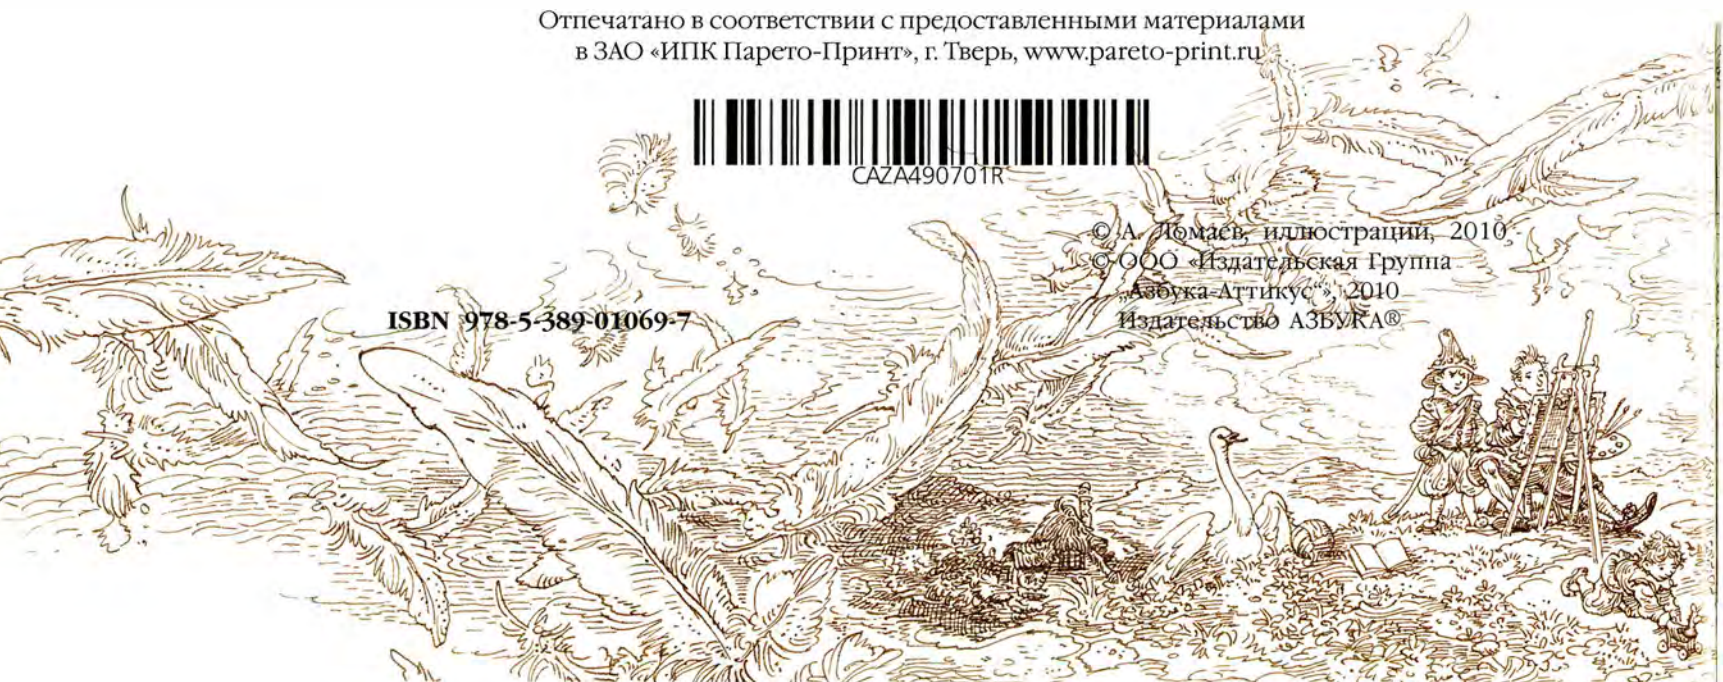 Отпечатано в соответствии с предоставленными материалами
в ЗАО «ИПК Парето-Принт», г. Тверь, www.pareto-print.ru
CAZA490701R
© А. Ломаев, иллюстрации, 2010
© ООО «Издательская Группа
„Азбука-Аттикус“», 2010
Издательство АЗБУКА®
ISBN 978-5-389-01069-7